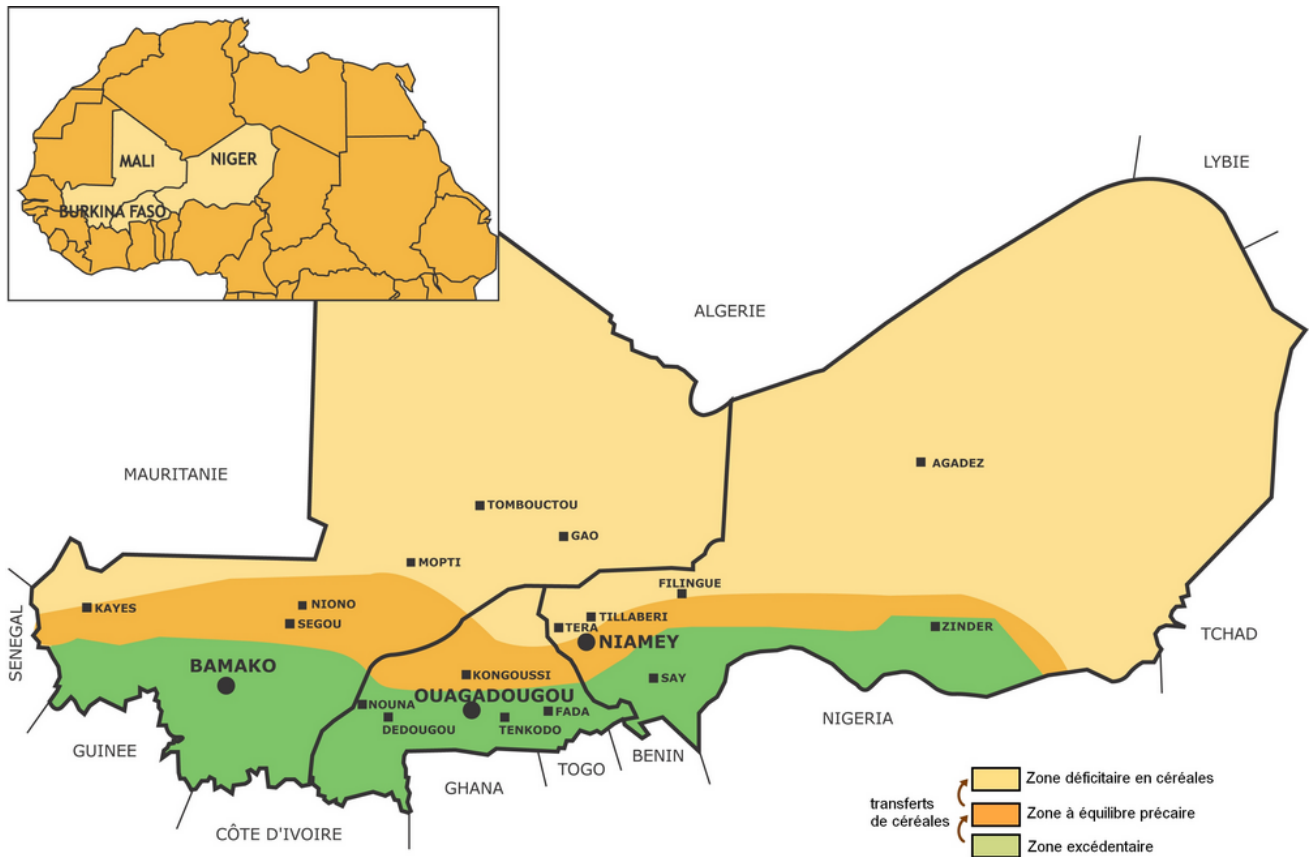 MALI
NIGER
BURKINA FASO
LYBIE
ALGERIE
MAURITANIE
AGADEZ
TOMBOUCTOU
GAO
MOPTI
FILINGUE
KAYES
NIONO
SEGOU
TILLABERI
TERA
NIAMEY
ZINDER
TCHAD
SENEGAL
BAMAKO
KONGOUSSI
SAY
OUAGADOUGOU
NOUNA
FADA
DEDOUGOU
TENKODO
NIGERIA
GUINEE
BENIN
TOGO
GHANA
CÔTE D'IVOIRE
transferts
de céréales
Zone déficitaire en céréales
Zone à équilibre précaire
Zone excédentaire